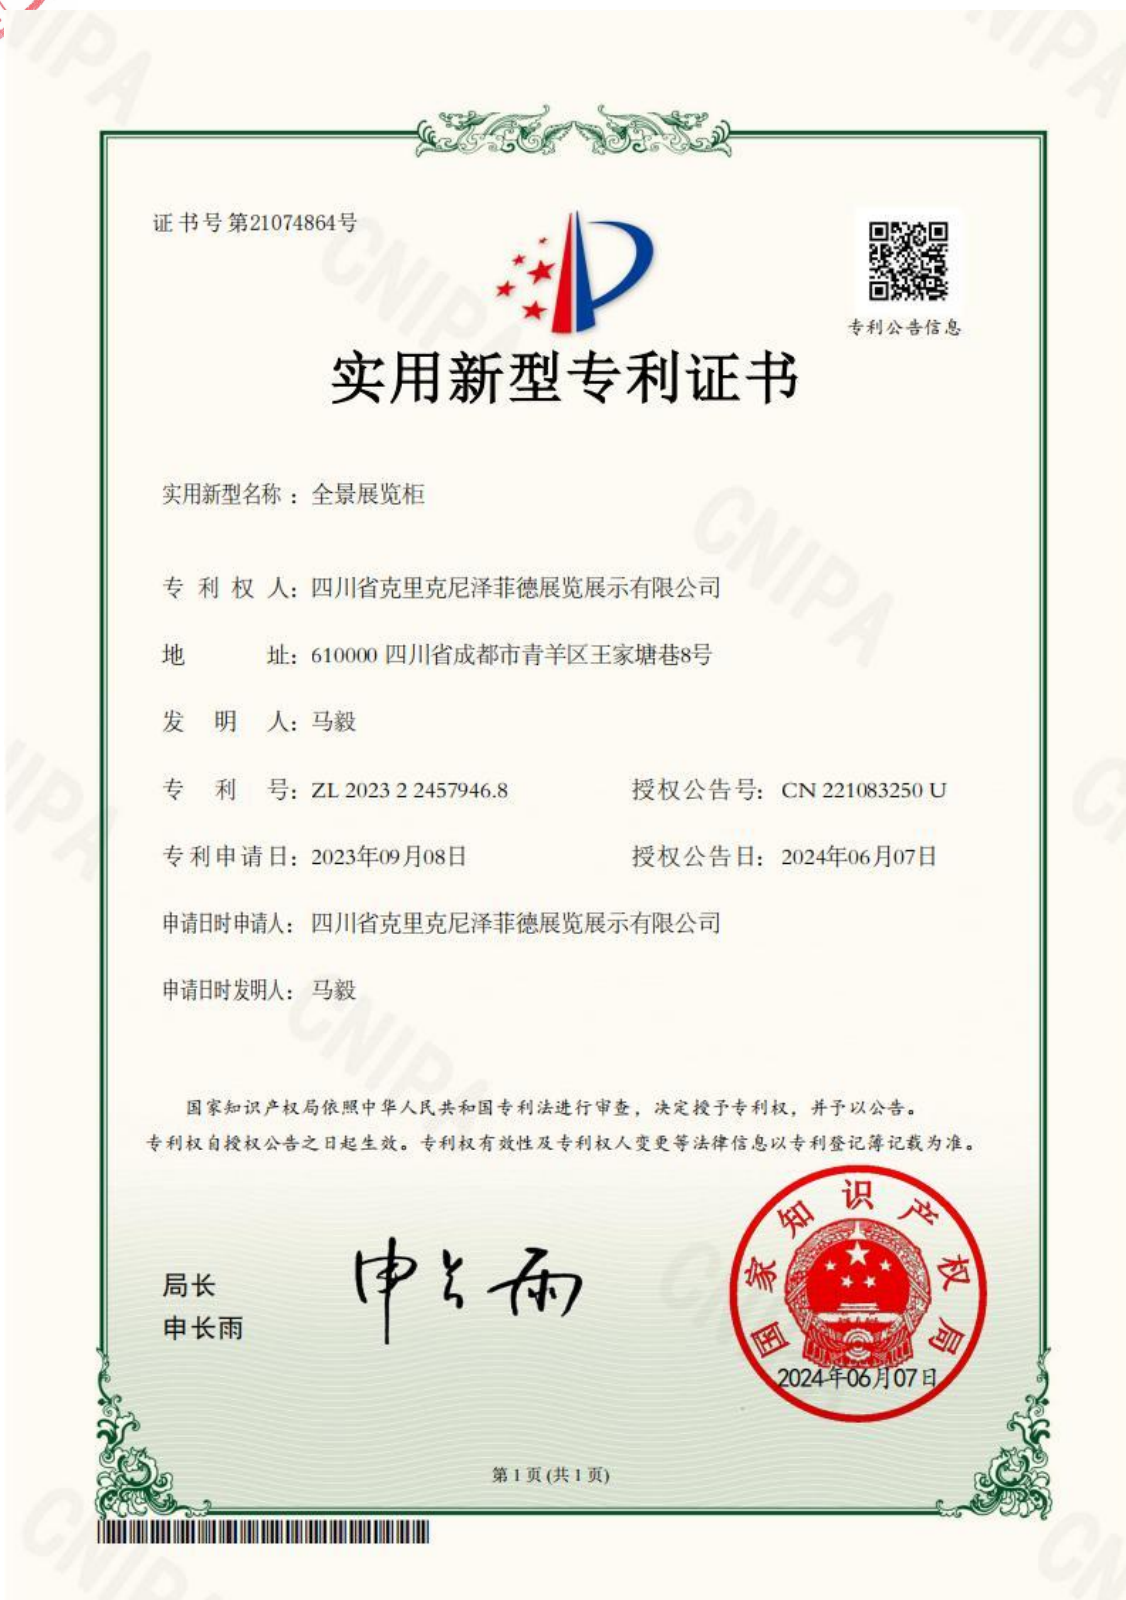 证书号第21074864号
专利公告信息
实用新型专利证书
实用新型名称：全景展览柜
专利权人：四川省克里克尼泽菲德展览展示有限公司
地址：610000 四川省成都市青羊区王家塘巷8号
发明人：马毅
专利号：ZL 2023 2 2457946.8 授权公告号：CN 221083250 U
专利申请日：2023年09月08日 授权公告日：2024年06月07日
申请日时申请人：四川省克里克尼泽菲德展览展示有限公司
申请日时发明人：马毅
国家知识产权局依照中华人民共和国专利法进行审查，决定授予专利权，并予以公告。
专利权自授权公告之日起生效。专利权有效性及专利权人变更等法律信息以专利登记簿记载为准。
局长
申长雨
申长雨
国家知识产权局
2024年06月07日
第 1 页 (共 1 页)
CNIPA
CNIPA
CNIPA
CNIPA
CNIPA